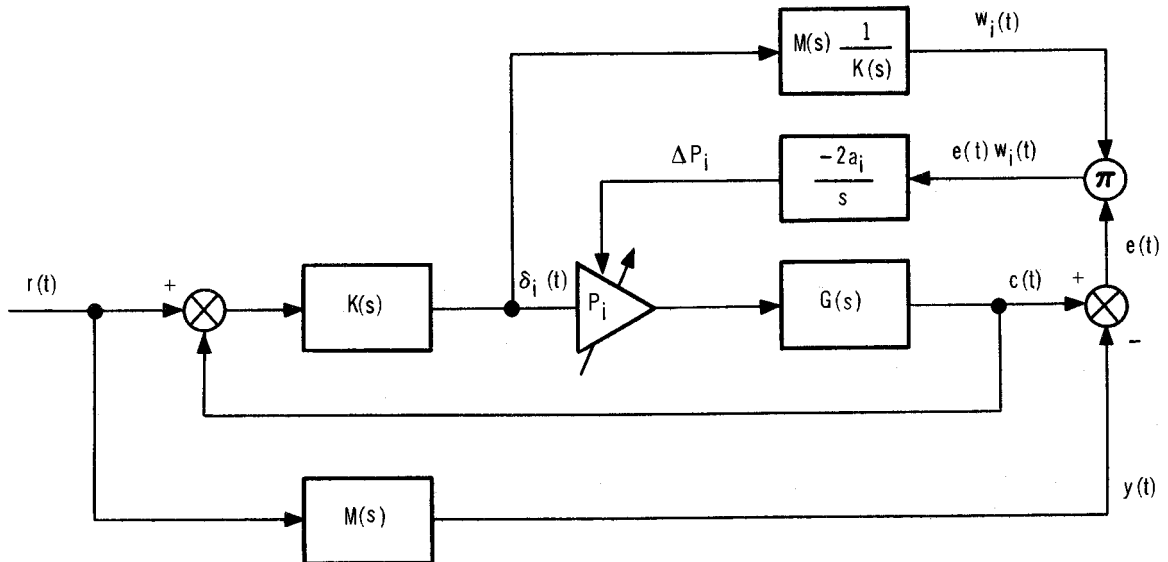 w_i(t)
M(s) 1/K(s)
ΔP_i
-2a_i/s
e(t) w_i(t)
π
e(t)
r(t)
+
K(s)
δ_i(t)
P_i
G(s)
c(t)
+
-
M(s)
y(t)